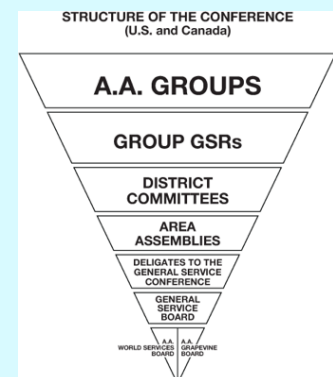 STRUCTURE OF THE CONFERENCE
(U.S. and Canada)
A.A. GROUPS
GROUP GSRs
DISTRICT
COMMITTEES
AREA
ASSEMBLIES
DELIGATES TO THE
GENERAL SERVICE
CONFERENCE
GENERAL
SERVICE
BOARD
A.A.
WORLD SERVICES
BOARD
A.A.
GRAPEVINE
BOARD